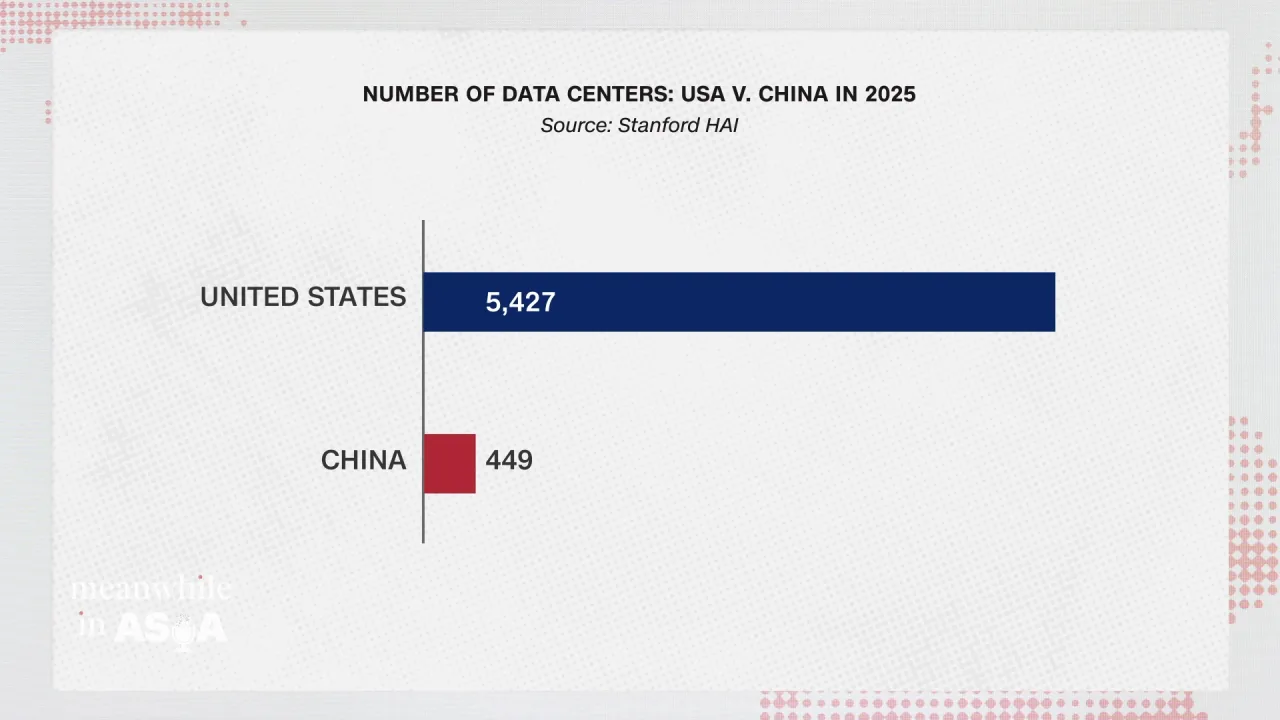 NUMBER OF DATA CENTERS: USA V. CHINA IN 2025
Source: Stanford HAI
UNITED STATES
5,427
CHINA
449
meanwhile
in ASIA